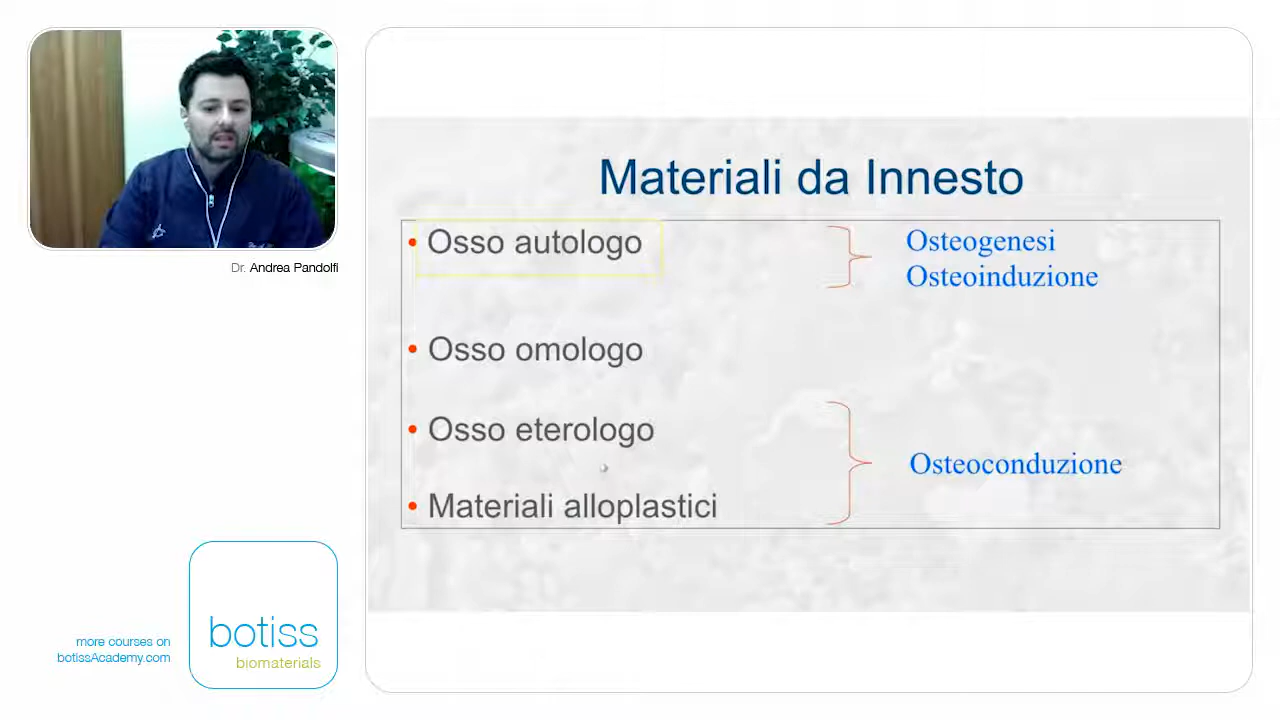 Dr. Andrea Pandolfi
Materiali da Innesto
• Osso autologo
Osteogenesi
Osteoinduzione
• Osso omologo
• Osso eterologo
• Materiali alloplastici
Osteoconduzione
more courses on
botissAcademy.com
botiss
biomaterials